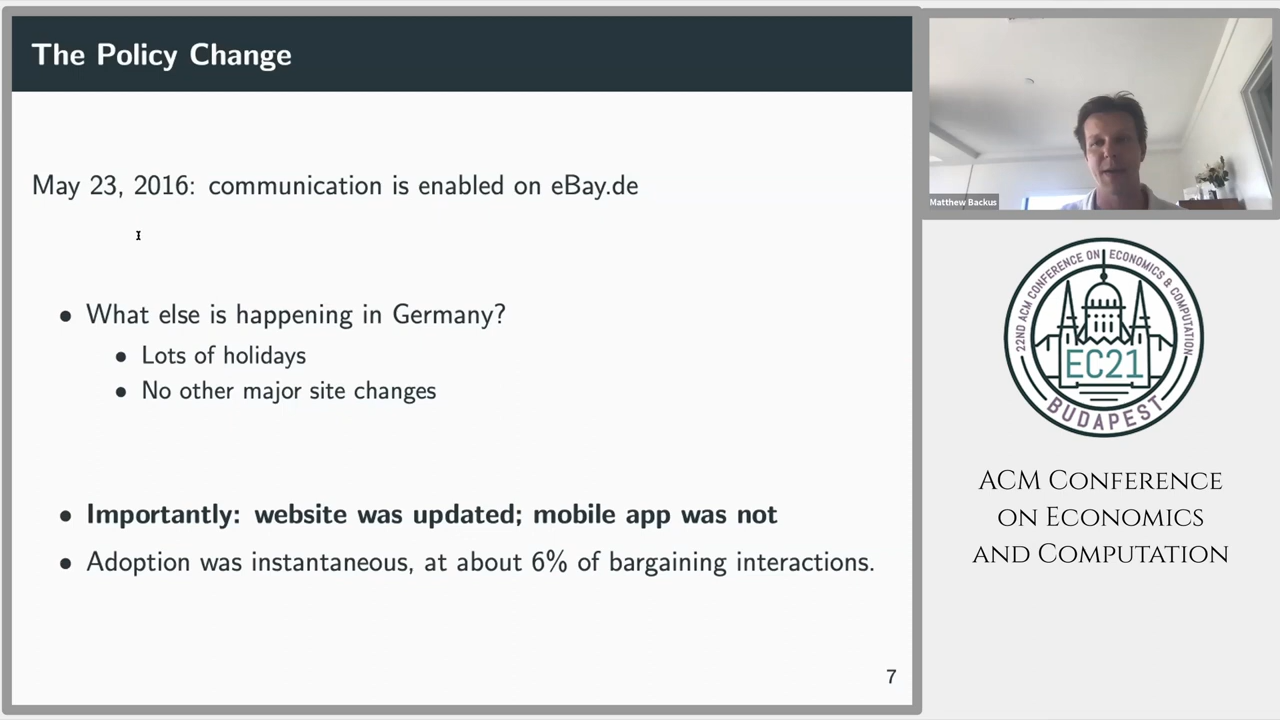 The Policy Change
May 23, 2016: communication is enabled on eBay.de
• What else is happening in Germany?
• Lots of holidays
• No other major site changes
• Importantly: website was updated; mobile app was not
• Adoption was instantaneous, at about 6% of bargaining interactions.
7
Matthew Backus
22ND ACM CONFERENCE ON ECONOMICS & COMPUTATION
EC21
BUDAPEST
ACM Conference
on Economics
and Computation